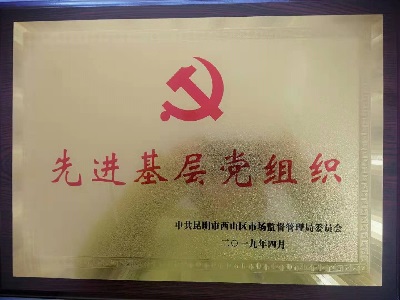 先进基层党组织
中共昆明市西山区市场监督管理局委员会
二〇一九年四月